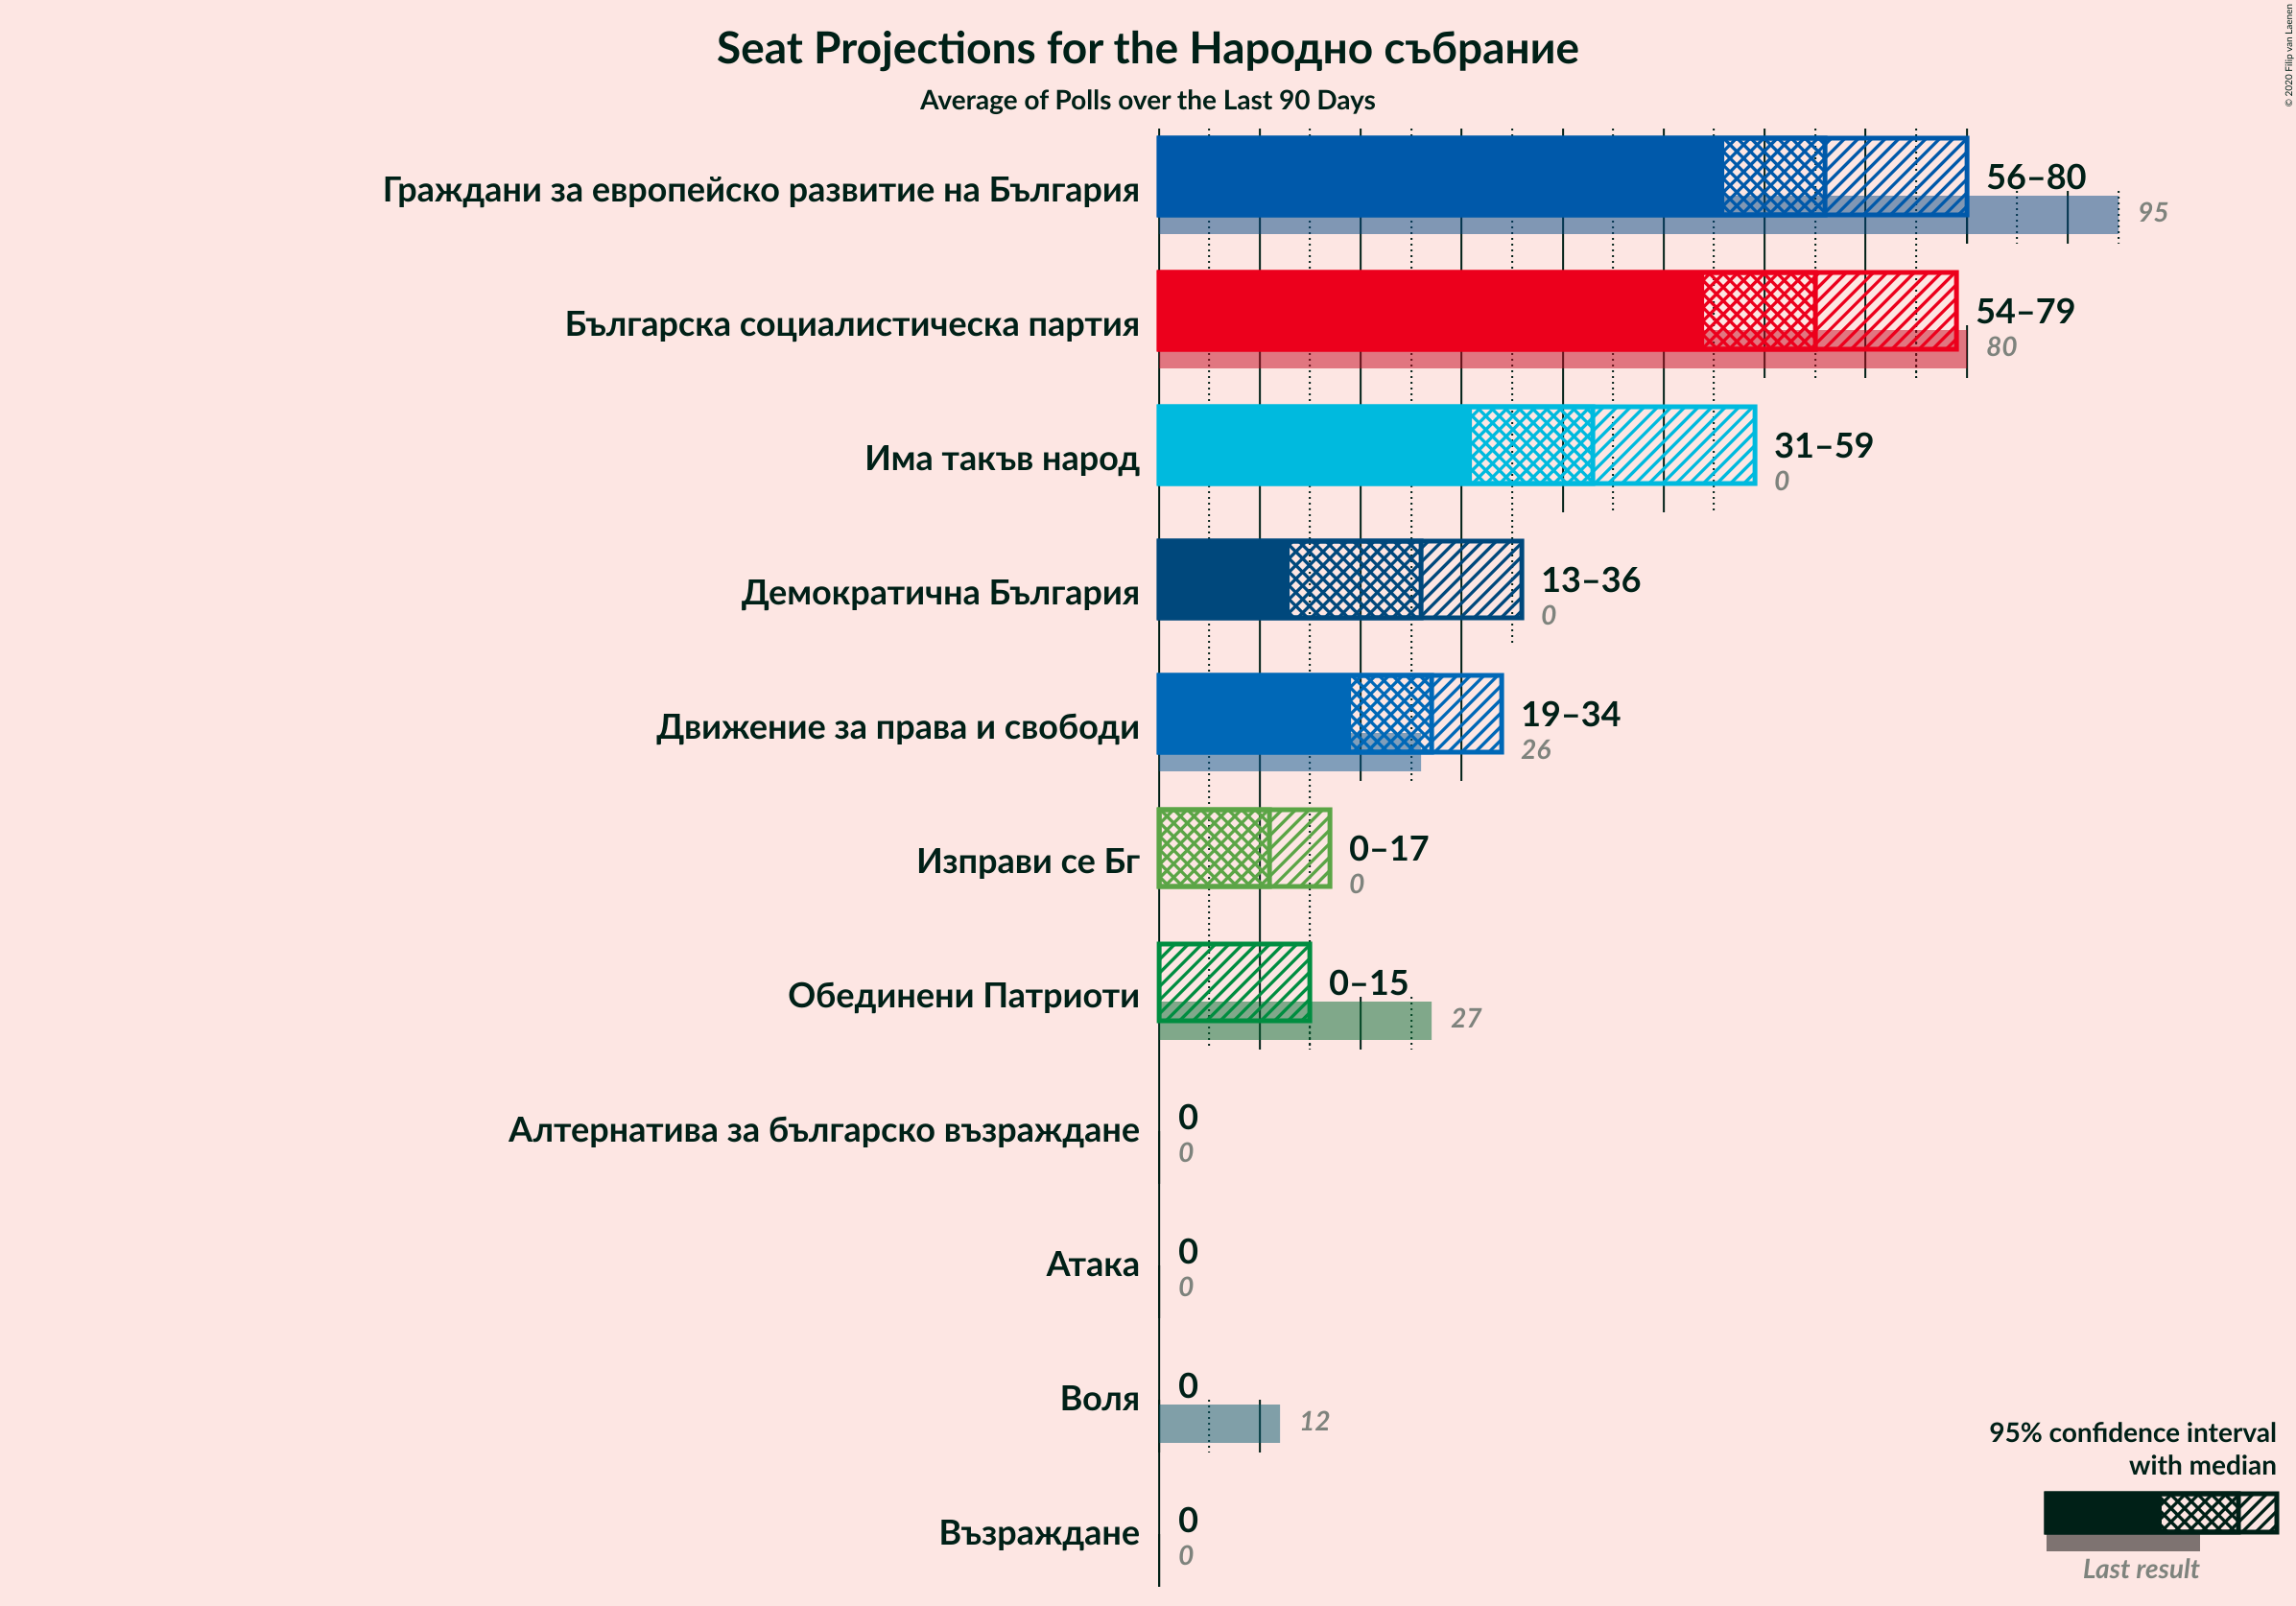 Seat Projections for the Народно събрание
Average of Polls over the Last 90 Days
© 2020 Filip van Laenen
Граждани за европейско развитие на България
56–80
95
Българска социалистическа партия
54–79
80
Има такъв народ
31–59
0
Демократична България
13–36
0
Движение за права и свободи
19–34
26
Изправи се Бг
0–17
0
Обединени Патриоти
0–15
27
Алтернатива за българско възраждане
0
0
Атака
0
0
Воля
0
12
Възраждане
0
0
95% confidence interval
with median
Last result